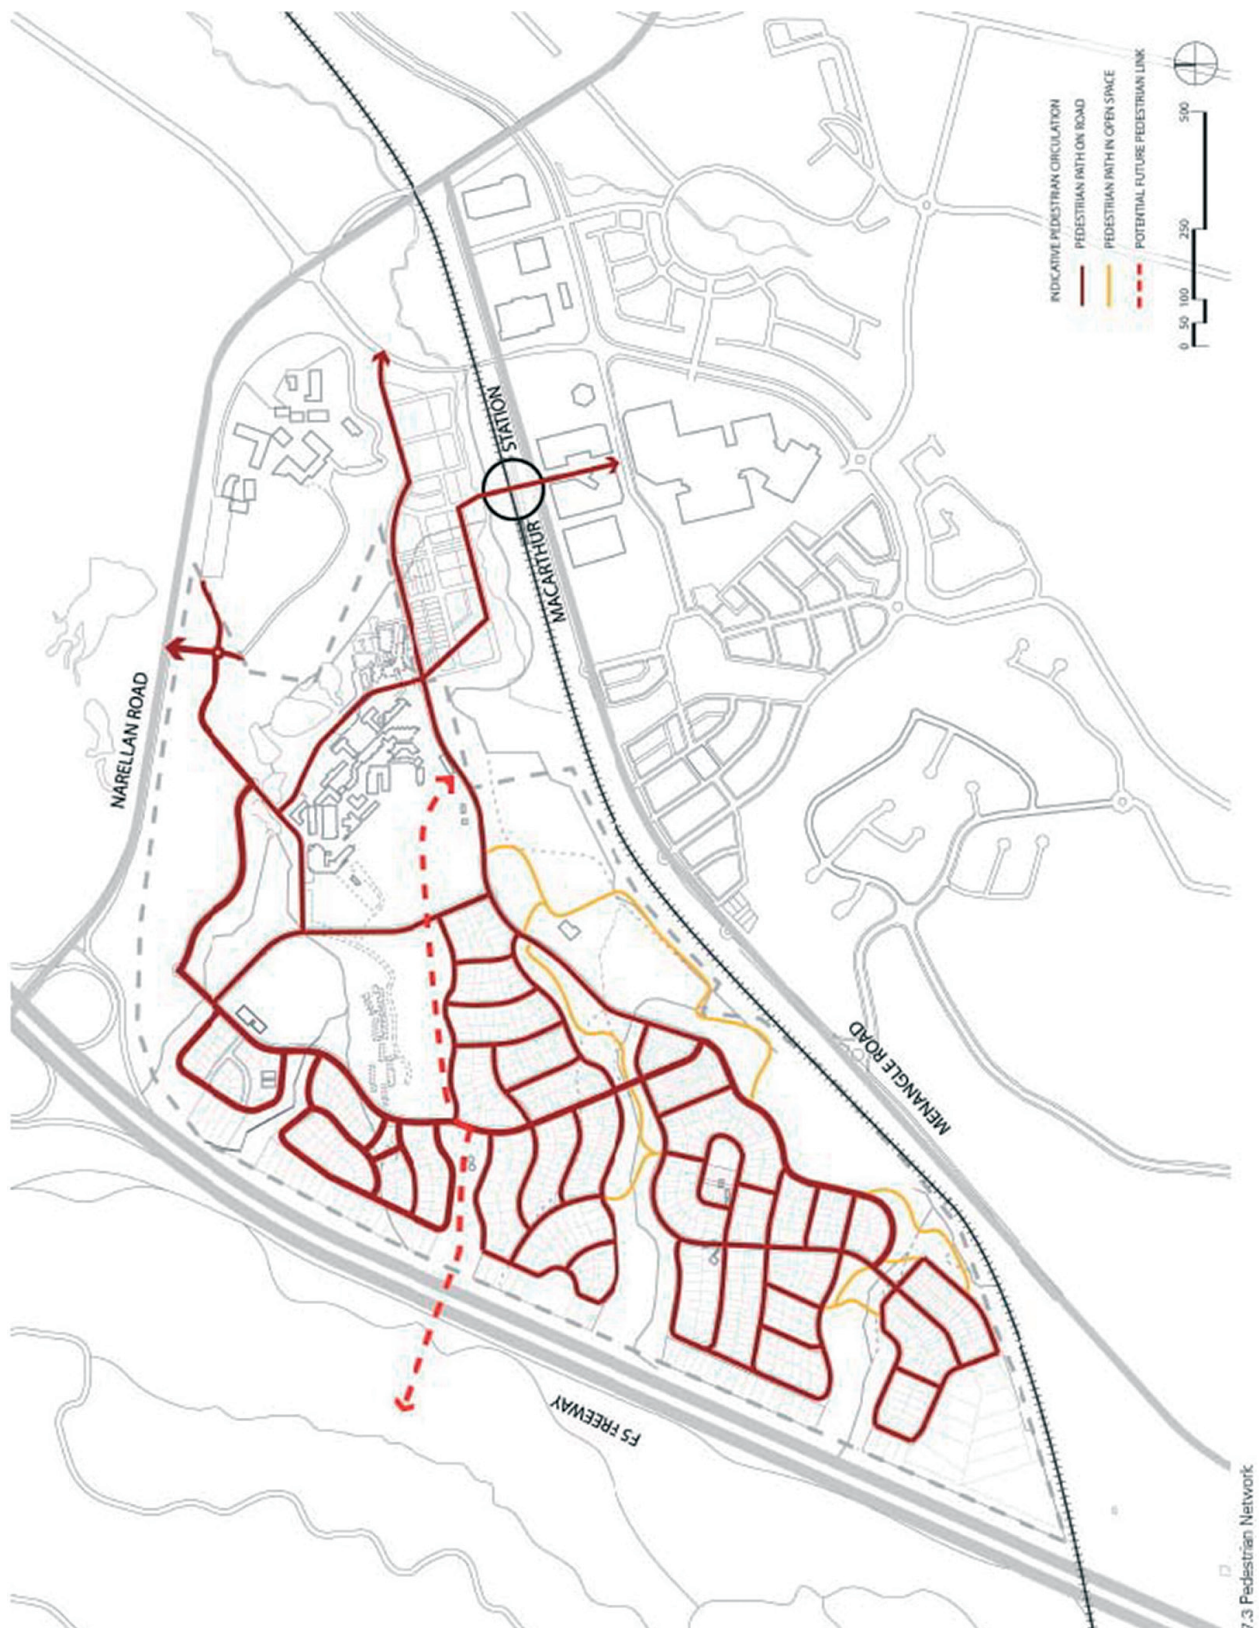 INDICATIVE PEDESTRIAN CIRCULATION
PEDESTRIAN PATH ON ROAD
PEDESTRIAN PATH IN OPEN SPACE
POTENTIAL FUTURE PEDESTRIAN LINK
0 50 100 250 500
NARELLAN ROAD
MACARTHUR STATION
MENANGLE ROAD
F5 FREEWAY
7.3 Pedestrian Network